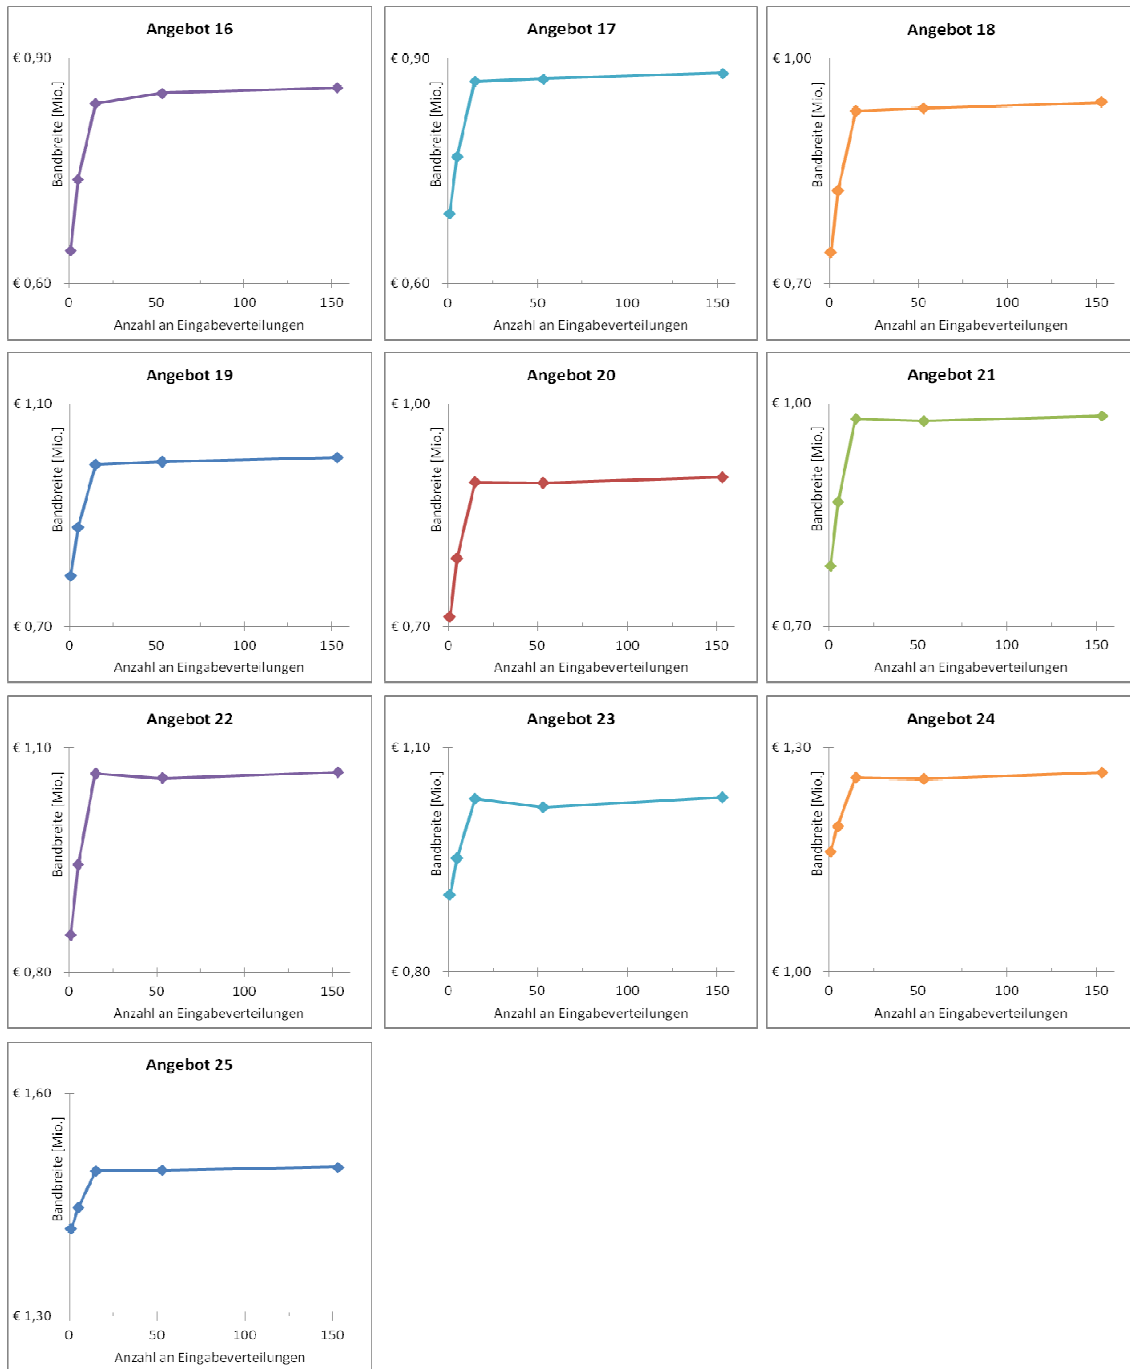 Angebot 16
€ 0,90
Bandbreite [Mio.]
€ 0,60
0 50 100 150
Anzahl an Eingabeverteilungen
Angebot 17
€ 0,90
Bandbreite [Mio.]
€ 0,60
0 50 100 150
Anzahl an Eingabeverteilungen
Angebot 18
€ 1,00
Bandbreite [Mio.]
€ 0,70
0 50 100 150
Anzahl an Eingabeverteilungen
Angebot 19
€ 1,10
Bandbreite [Mio.]
€ 0,70
0 50 100 150
Anzahl an Eingabeverteilungen
Angebot 20
€ 1,00
Bandbreite [Mio.]
€ 0,70
0 50 100 150
Anzahl an Eingabeverteilungen
Angebot 21
€ 1,00
Bandbreite [Mio.]
€ 0,70
0 50 100 150
Anzahl an Eingabeverteilungen
Angebot 22
€ 1,10
Bandbreite [Mio.]
€ 0,80
0 50 100 150
Anzahl an Eingabeverteilungen
Angebot 23
€ 1,10
Bandbreite [Mio.]
€ 0,80
0 50 100 150
Anzahl an Eingabeverteilungen
Angebot 24
€ 1,30
Bandbreite [Mio.]
€ 1,00
0 50 100 150
Anzahl an Eingabeverteilungen
Angebot 25
€ 1,60
Bandbreite [Mio.]
€ 1,30
0 50 100 150
Anzahl an Eingabeverteilungen